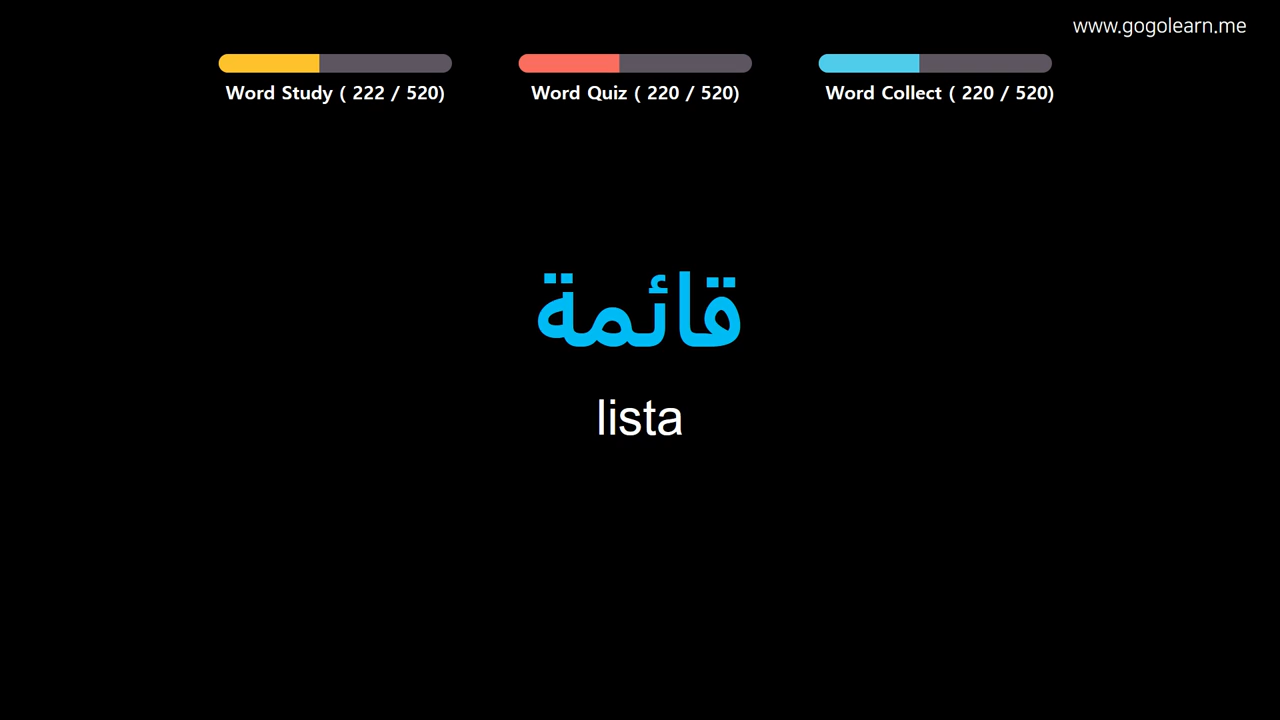 www.gogolearn.me
Word Study ( 222 / 520)
Word Quiz ( 220 / 520)
Word Collect ( 220 / 520)
قائمة
lista